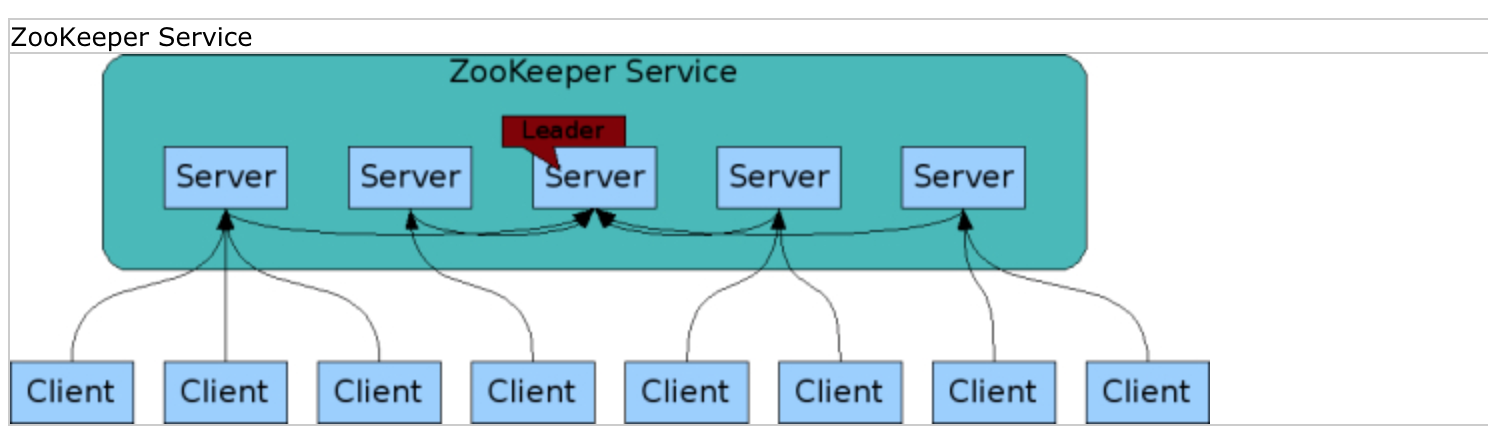 ZooKeeper Service
ZooKeeper Service
Leader
Server Server Server Server Server
Client Client Client Client Client Client Client Client